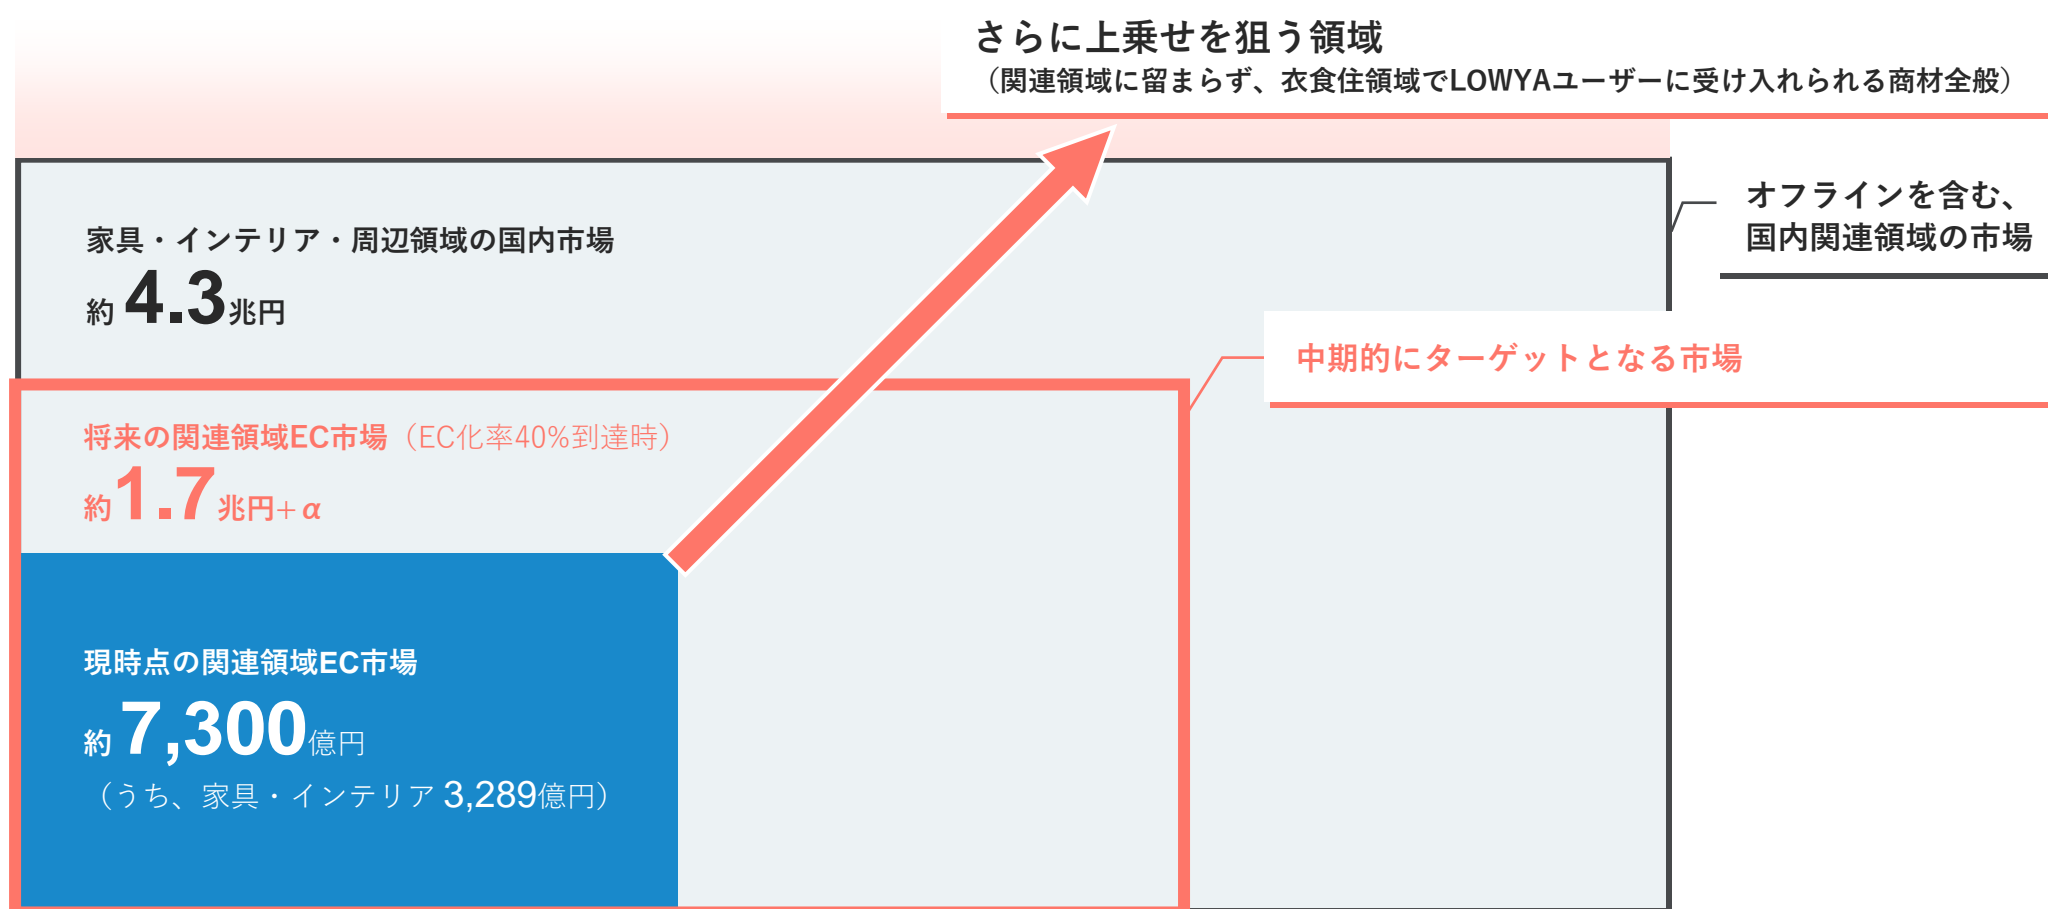 さらに上乗せを狙う領域
（関連領域に留まらず、衣食住領域でLOWYAユーザーに受け入れられる商材全般）
オフラインを含む、
国内関連領域の市場
家具・インテリア・周辺領域の国内市場
約4.3兆円
中期的にターゲットとなる市場
将来の関連領域EC市場（EC化率40%到達時）
約1.7兆円+α
現時点の関連領域EC市場
約7,300億円
（うち、家具・インテリア 3,289億円）